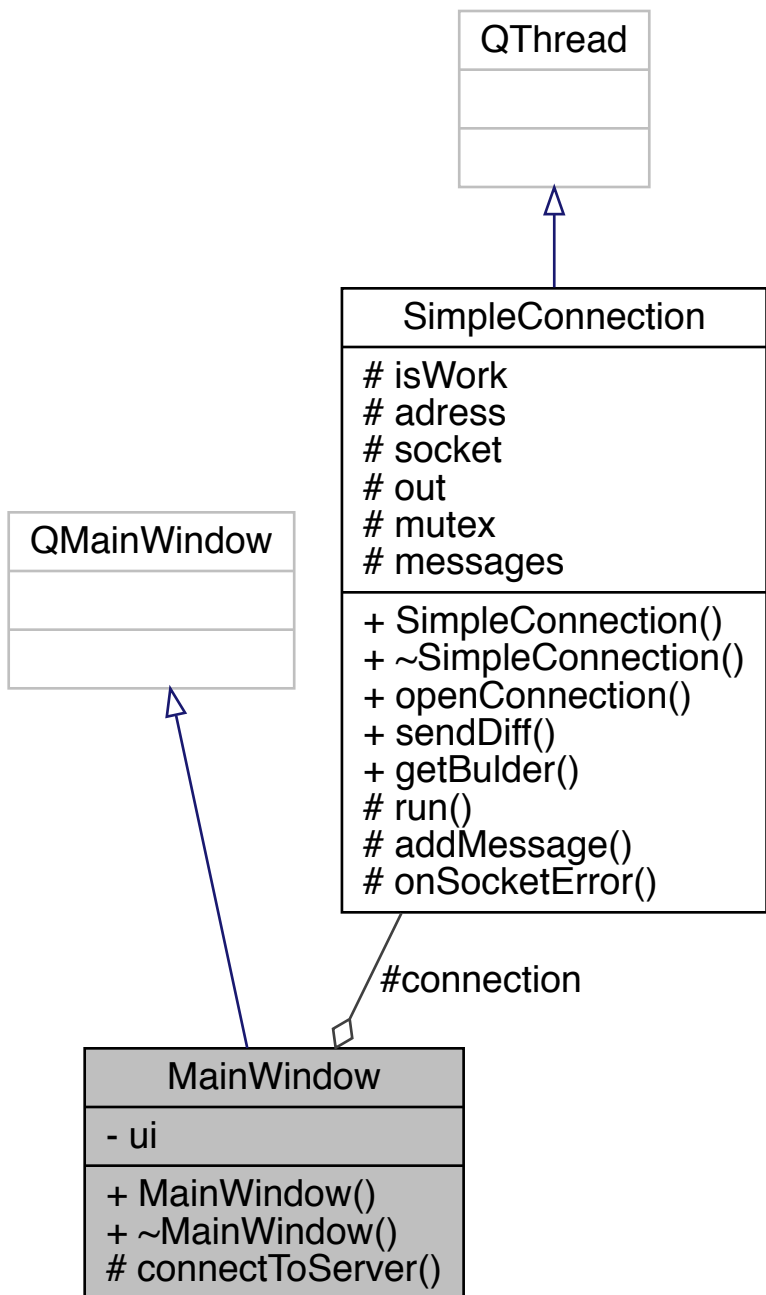 QThread
SimpleConnection
# isWork
# adress
# socket
# out
# mutex
# messages
+ SimpleConnection()
+ ~SimpleConnection()
+ openConnection()
+ sendDiff()
+ getBulder()
# run()
# addMessage()
# onSocketError()
QMainWindow
#connection
MainWindow
- ui
+ MainWindow()
+ ~MainWindow()
# connectToServer()